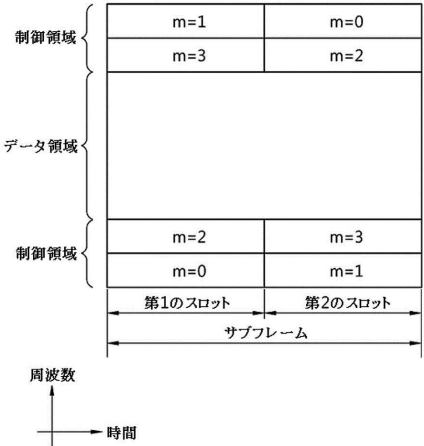 m=1 m=0
制御領域
m=3 m=2
データ領域
m=2 m=3
制御領域
m=0 m=1
第1のスロット 第2のスロット
サブフレーム
周波数
時間